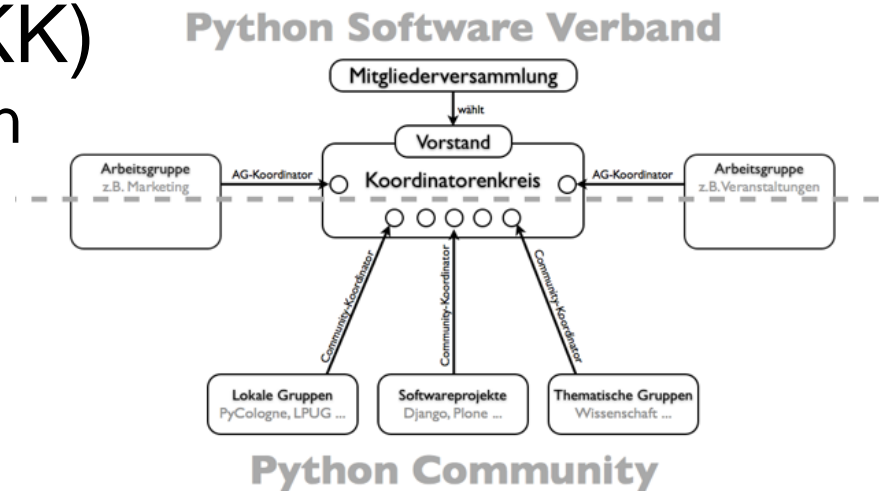 KK)
n
Python Software Verband
Mitgliederversammlung
wählt
Vorstand
Arbeitsgruppe
z.B. Marketing
AG-Koordinator
Koordinatorenkreis
AG-Koordinator
Arbeitsgruppe
z.B. Veranstaltungen
Community-Koordinator
Community-Koordinator
Community-Koordinator
Lokale Gruppen
PyCologne, LPUG ...
Softwareprojekte
Django, Plone ...
Thematische Gruppen
Wissenschaft ...
Python Community